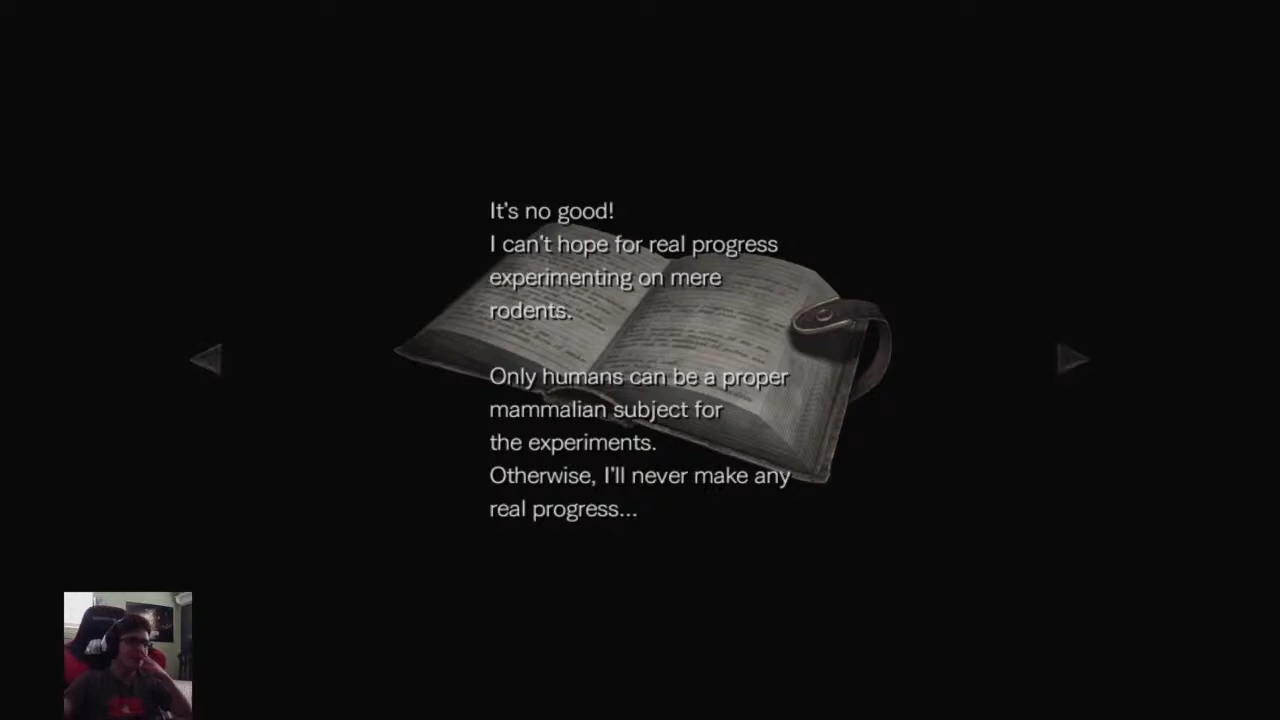 It's no good!
I can't hope for real progress
experimenting on mere
rodents.
Only humans can be a proper
mammalian subject for
the experiments.
Otherwise, I'll never make any
real progress...